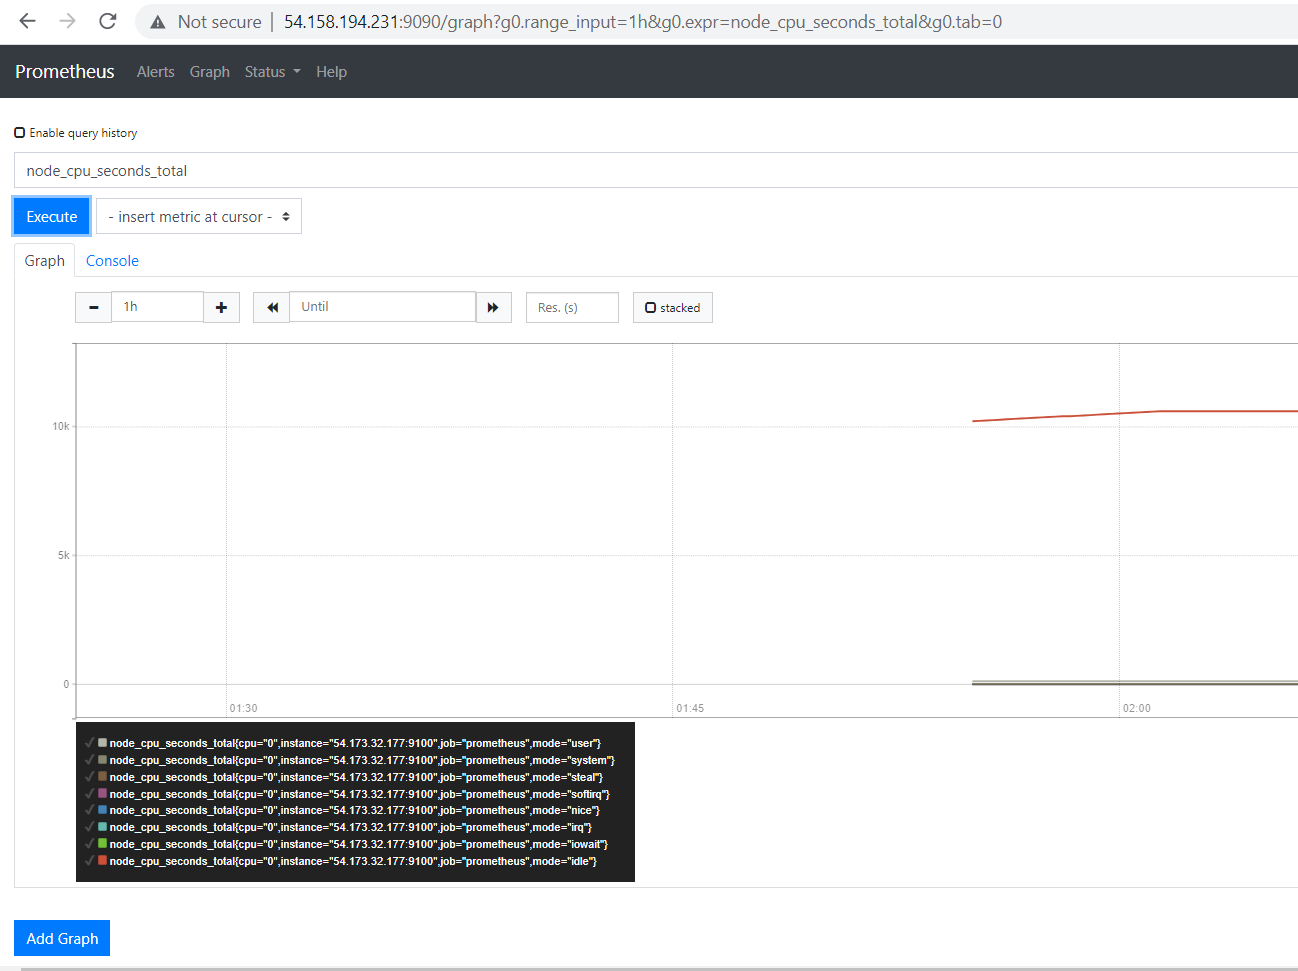 Not secure | 54.158.194.231:9090/graph?g0.range_input=1h&g0.expr=node_cpu_seconds_total&g0.tab=0
Prometheus Alerts Graph Status Help
Enable query history
node_cpu_seconds_total
Execute - insert metric at cursor -
Graph Console
1h Until Res. (s) stacked
10k
5k
0
01:30 01:45 02:00
node_cpu_seconds_total{cpu="0",instance="54.173.32.177:9100",job="prometheus",mode="user"}
node_cpu_seconds_total{cpu="0",instance="54.173.32.177:9100",job="prometheus",mode="system"}
node_cpu_seconds_total{cpu="0",instance="54.173.32.177:9100",job="prometheus",mode="steal"}
node_cpu_seconds_total{cpu="0",instance="54.173.32.177:9100",job="prometheus",mode="softirq"}
node_cpu_seconds_total{cpu="0",instance="54.173.32.177:9100",job="prometheus",mode="nice"}
node_cpu_seconds_total{cpu="0",instance="54.173.32.177:9100",job="prometheus",mode="irq"}
node_cpu_seconds_total{cpu="0",instance="54.173.32.177:9100",job="prometheus",mode="iowait"}
node_cpu_seconds_total{cpu="0",instance="54.173.32.177:9100",job="prometheus",mode="idle"}
Add Graph